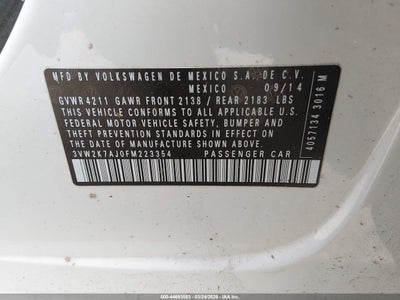 MFD BY VOLKSWAGEN DE MEXICO S.A. DE C.V.
MEXICO 09/14
GVWR 4211 GAWR FRONT 2138 / REAR 2183 LBS
THIS VEHICLE CONFORMS TO ALL APPLICABLE U.S.
FEDERAL MOTOR VEHICLE SAFETY, BUMPER AND
THEFT PREVENTION STANDARDS IN EFFECT ON
THE DATE OF MANUFACTURE SHOWN ABOVE.
3VW2K7AJ0FM223354 PASSENGER CAR
4057134 3016 M